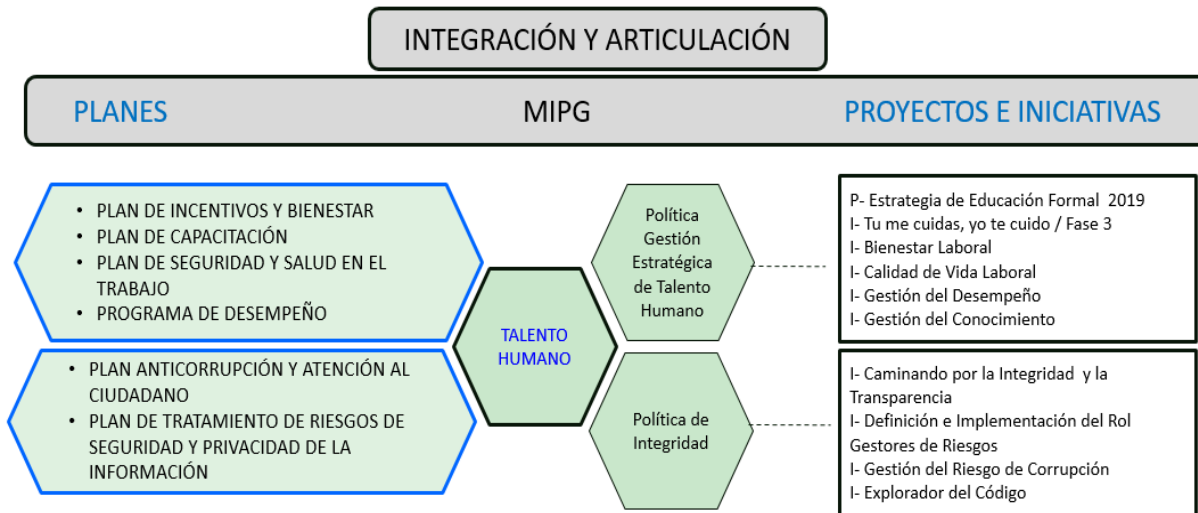 INTEGRACIÓN Y ARTICULACIÓN
PLANES
MIPG
PROYECTOS E INICIATIVAS
• PLAN DE INCENTIVOS Y BIENESTAR
• PLAN DE CAPACITACIÓN
• PLAN DE SEGURIDAD Y SALUD EN EL
TRABAJO
• PROGRAMA DE DESEMPEÑO
• PLAN ANTICORRUPCIÓN Y ATENCIÓN AL
CIUDADANO
• PLAN DE TRATAMIENTO DE RIESGOS DE
SEGURIDAD Y PRIVACIDAD DE LA
INFORMACIÓN
TALENTO
HUMANO
Política
Gestión
Estratégica
de Talento
Humano
Política de
Integridad
P- Estrategia de Educación Formal 2019
I- Tu me cuidas, yo te cuido / Fase 3
I- Bienestar Laboral
I- Calidad de Vida Laboral
I- Gestión del Desempeño
I- Gestión del Conocimiento
I- Caminando por la Integridad y la
Transparencia
I- Definición e Implementación del Rol
Gestores de Riesgos
I- Gestión del Riesgo de Corrupción
I- Explorador del Código